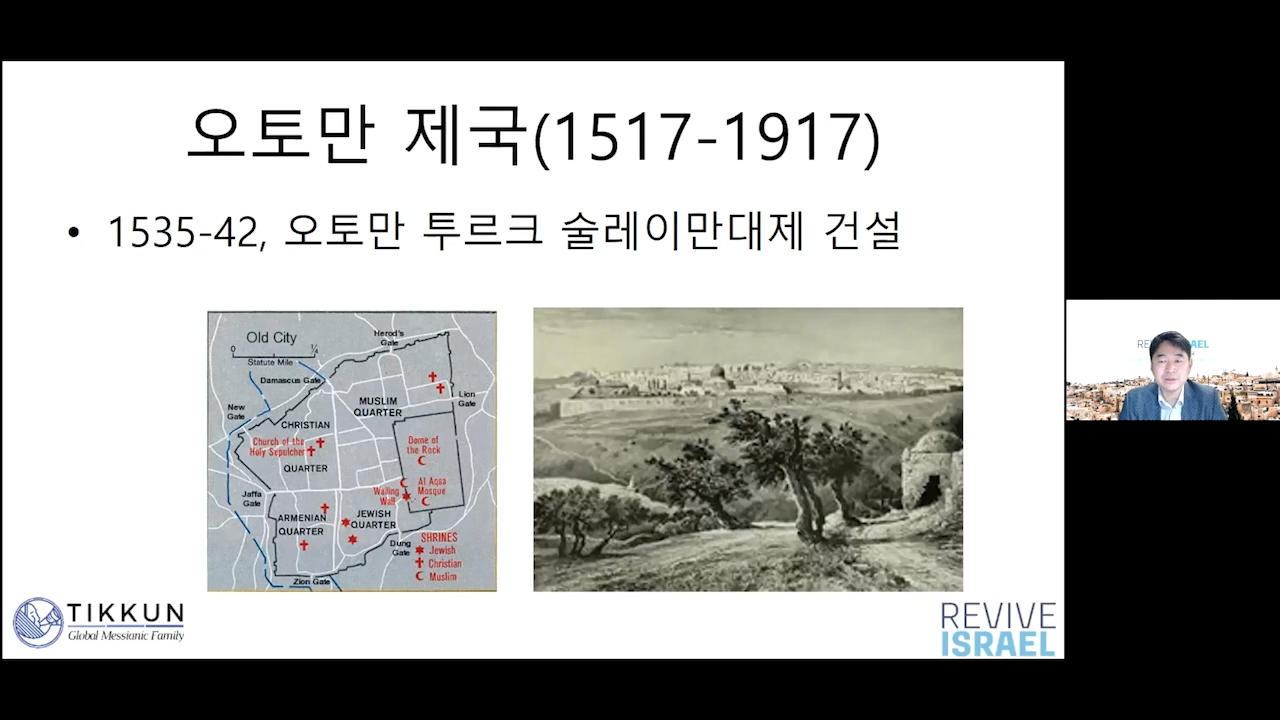 오토만 제국(1517-1917)
• 1535-42, 오토만 투르크 술레이만대제 건설
Old City
0 ¼
Statute Mile
Herod's
Gate
Damascus Gate
Lion
Gate
New
Gate
MUSLIM
QUARTER
CHRISTIAN
QUARTER
Church of the
Holy Sepulcher
Dome of
the Rock
Al Aqsa
Mosque
Wailing
Wall
Jaffa
Gate
ARMENIAN
QUARTER
JEWISH
QUARTER
Dung
Gate
Zion Gate
SHRINES
Jewish
Christian
Muslim
TIKKUN
Global Messianic Family
REVIVE
ISRAEL